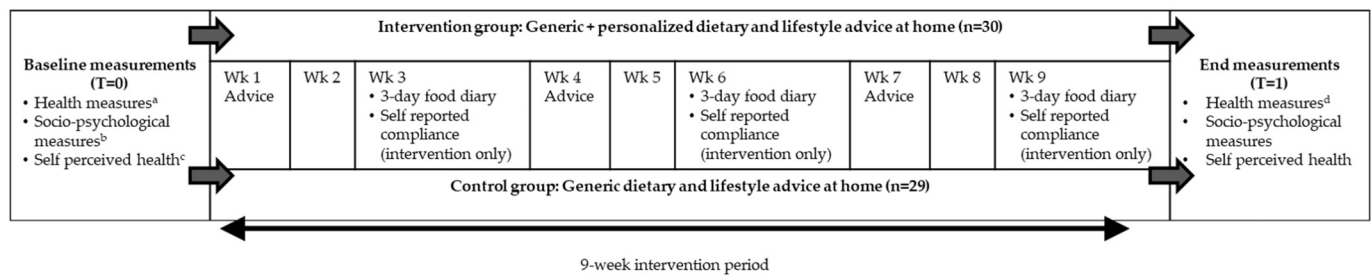 Intervention group: Generic + personalized dietary and lifestyle advice at home (n=30)
Baseline measurements
(T=0)
• Health measuresᵃ
• Socio-psychological
measuresᵇ
• Self perceived healthᶜ
Wk 1
Advice
Wk 2
Wk 3
• 3-day food diary
• Self reported
compliance
(intervention only)
Wk 4
Advice
Wk 5
Wk 6
• 3-day food diary
• Self reported
compliance
(intervention only)
Wk 7
Advice
Wk 8
Wk 9
• 3-day food diary
• Self reported
compliance
(intervention only)
End measurements
(T=1)
• Health measuresᵈ
• Socio-psychological
measures
• Self perceived health
Control group: Generic dietary and lifestyle advice at home (n=29)
9-week intervention period